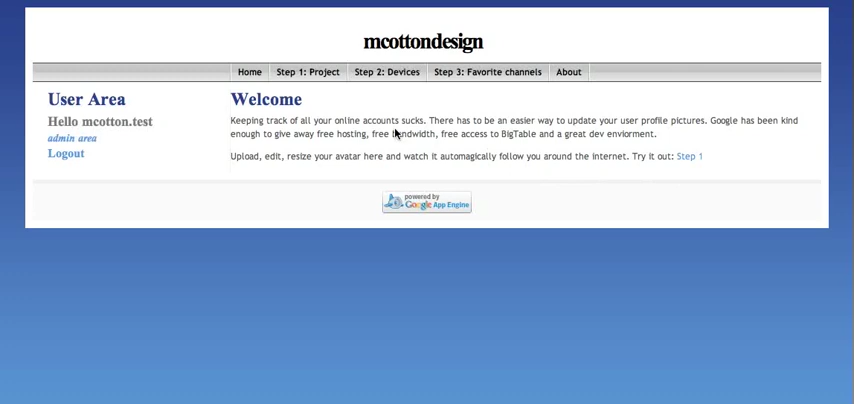 mcottondesign
Home Step 1: Project Step 2: Devices Step 3: Favorite channels About
User Area
Hello mcotton.test
admin area
Logout
Welcome
Keeping track of all your online accounts sucks. There has to be an easier way to update your user profile pictures. Google has been kind
enough to give away free hosting, free bandwidth, free access to BigTable and a great dev enviorment.
Upload, edit, resize your avatar here and watch it automagically follow you around the internet. Try it out: Step 1
powered by
Google App Engine